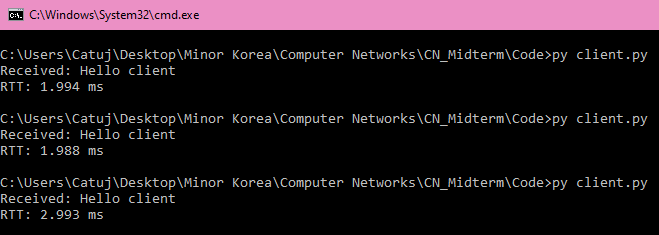 C:\Windows\System32\cmd.exe
C:\Users\Catuj\Desktop\Minor Korea\Computer Networks\CN_Midterm\Code>py client.py
Received: Hello client
RTT: 1.994 ms
C:\Users\Catuj\Desktop\Minor Korea\Computer Networks\CN_Midterm\Code>py client.py
Received: Hello client
RTT: 1.988 ms
C:\Users\Catuj\Desktop\Minor Korea\Computer Networks\CN_Midterm\Code>py client.py
Received: Hello client
RTT: 2.993 ms